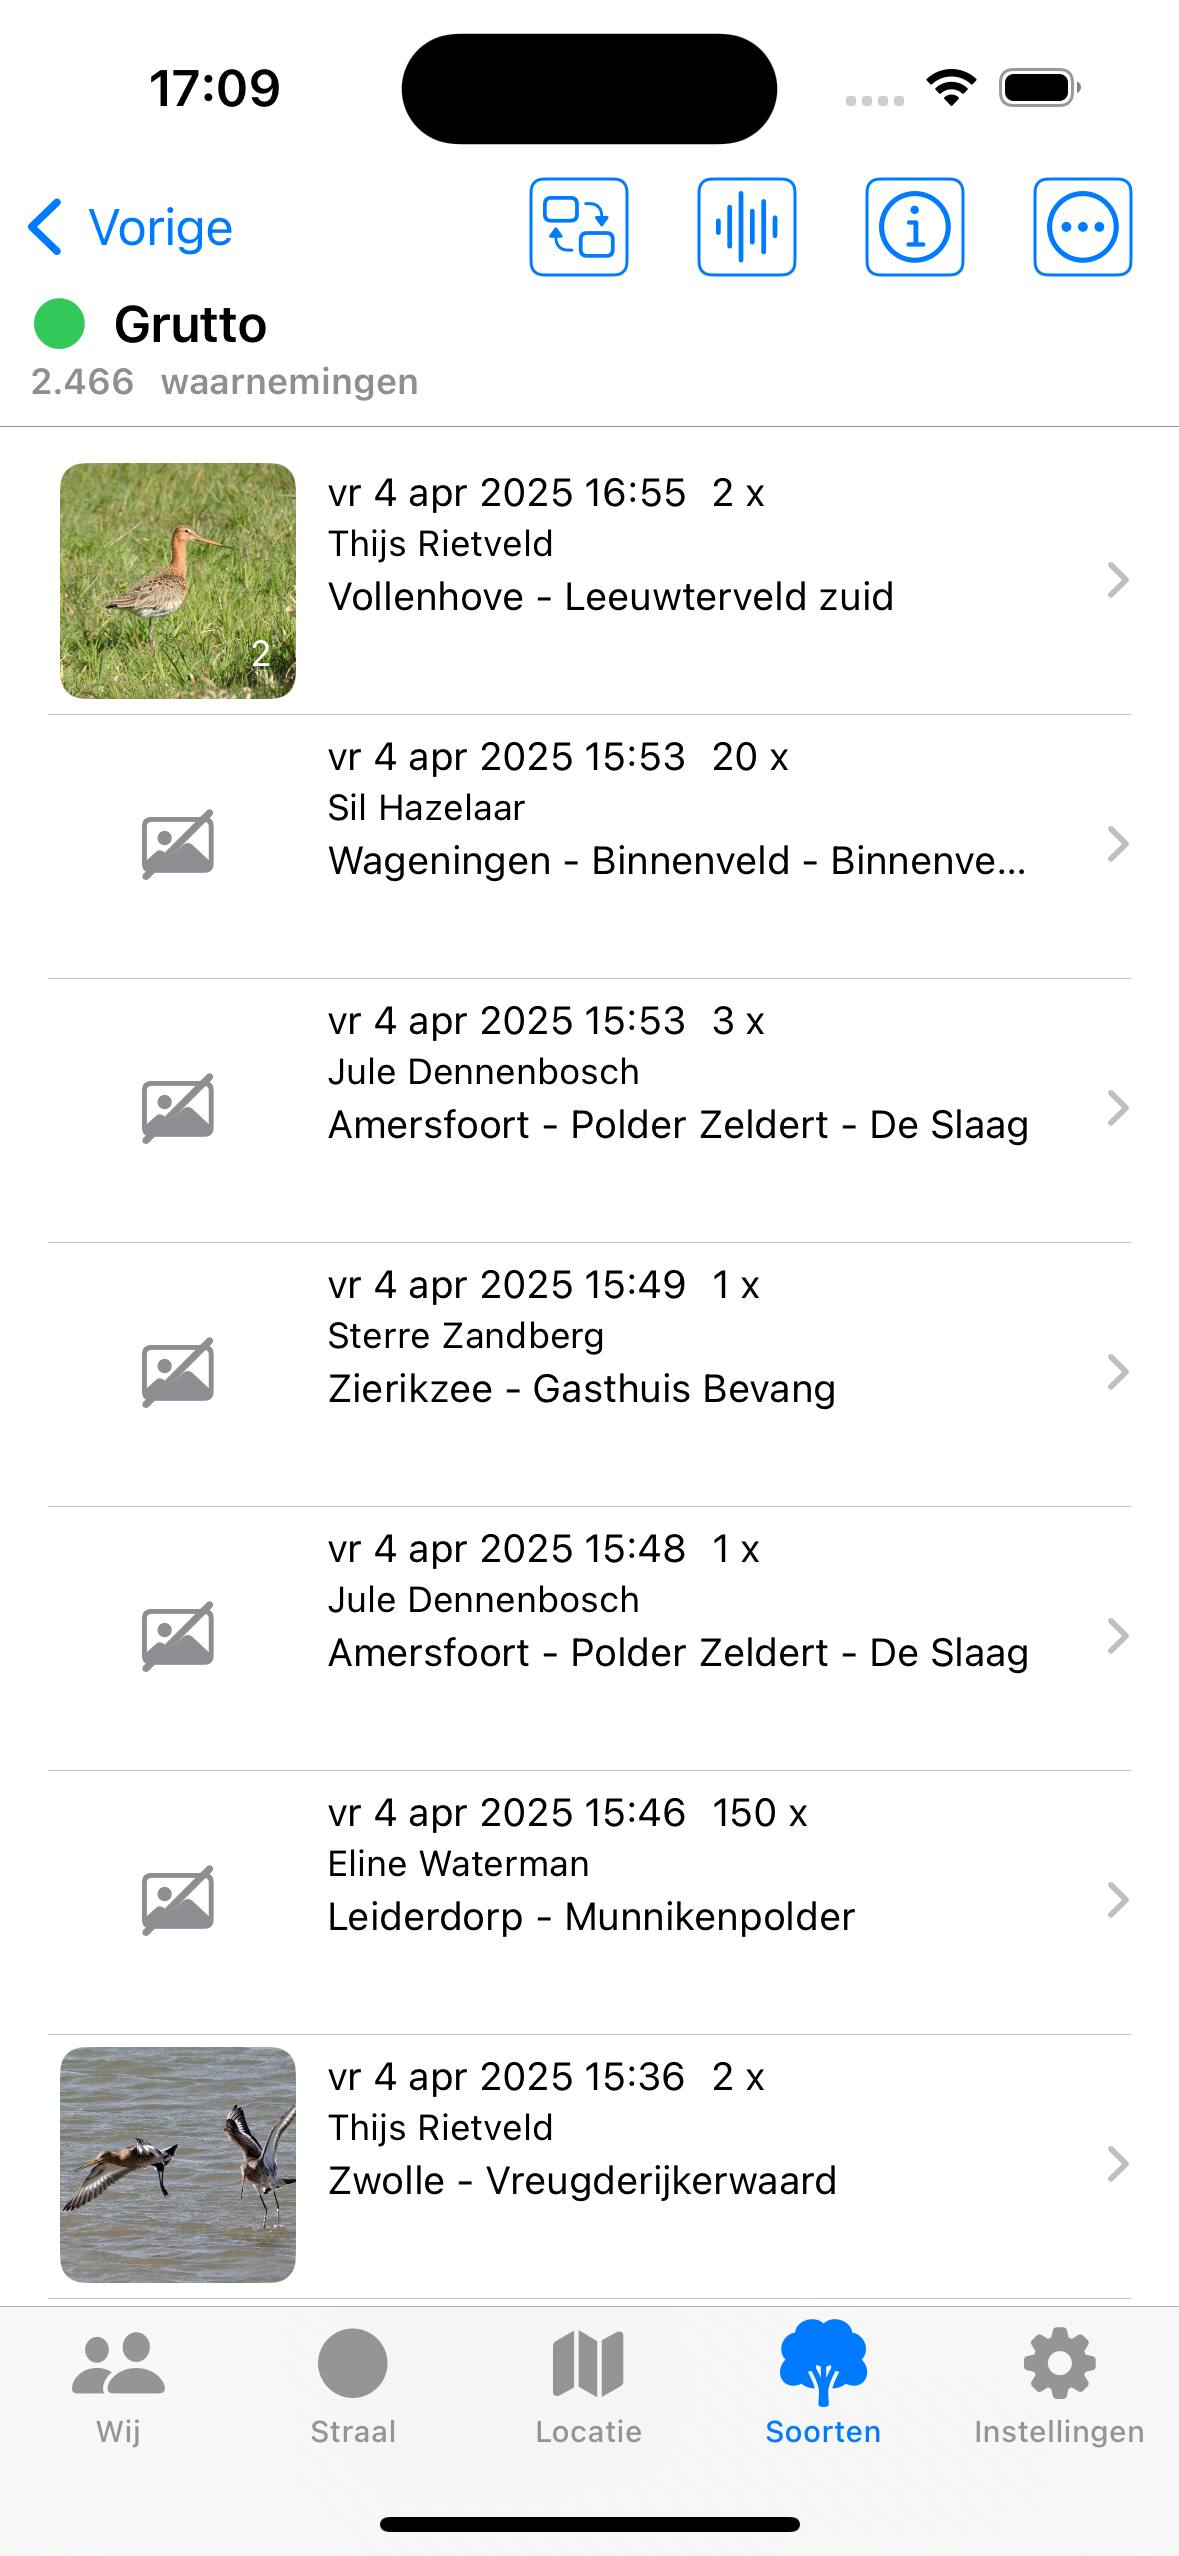 17:09
Vorige
Grutto
2.466 waarnemingen
vr 4 apr 2025 16:55 2 x
Thijs Rietveld
Vollenhove - Leeuwterveld zuid
2
vr 4 apr 2025 15:53 20 x
Sil Hazelaar
Wageningen - Binnenveld - Binnenve...
vr 4 apr 2025 15:53 3 x
Jule Dennenbosch
Amersfoort - Polder Zeldert - De Slaag
vr 4 apr 2025 15:49 1 x
Sterre Zandberg
Zierikzee - Gasthuis Bevang
vr 4 apr 2025 15:48 1 x
Jule Dennenbosch
Amersfoort - Polder Zeldert - De Slaag
vr 4 apr 2025 15:46 150 x
Eline Waterman
Leiderdorp - Munnikenpolder
vr 4 apr 2025 15:36 2 x
Thijs Rietveld
Zwolle - Vreugderijkerwaard
Wij
Straal
Locatie
Soorten
Instellingen